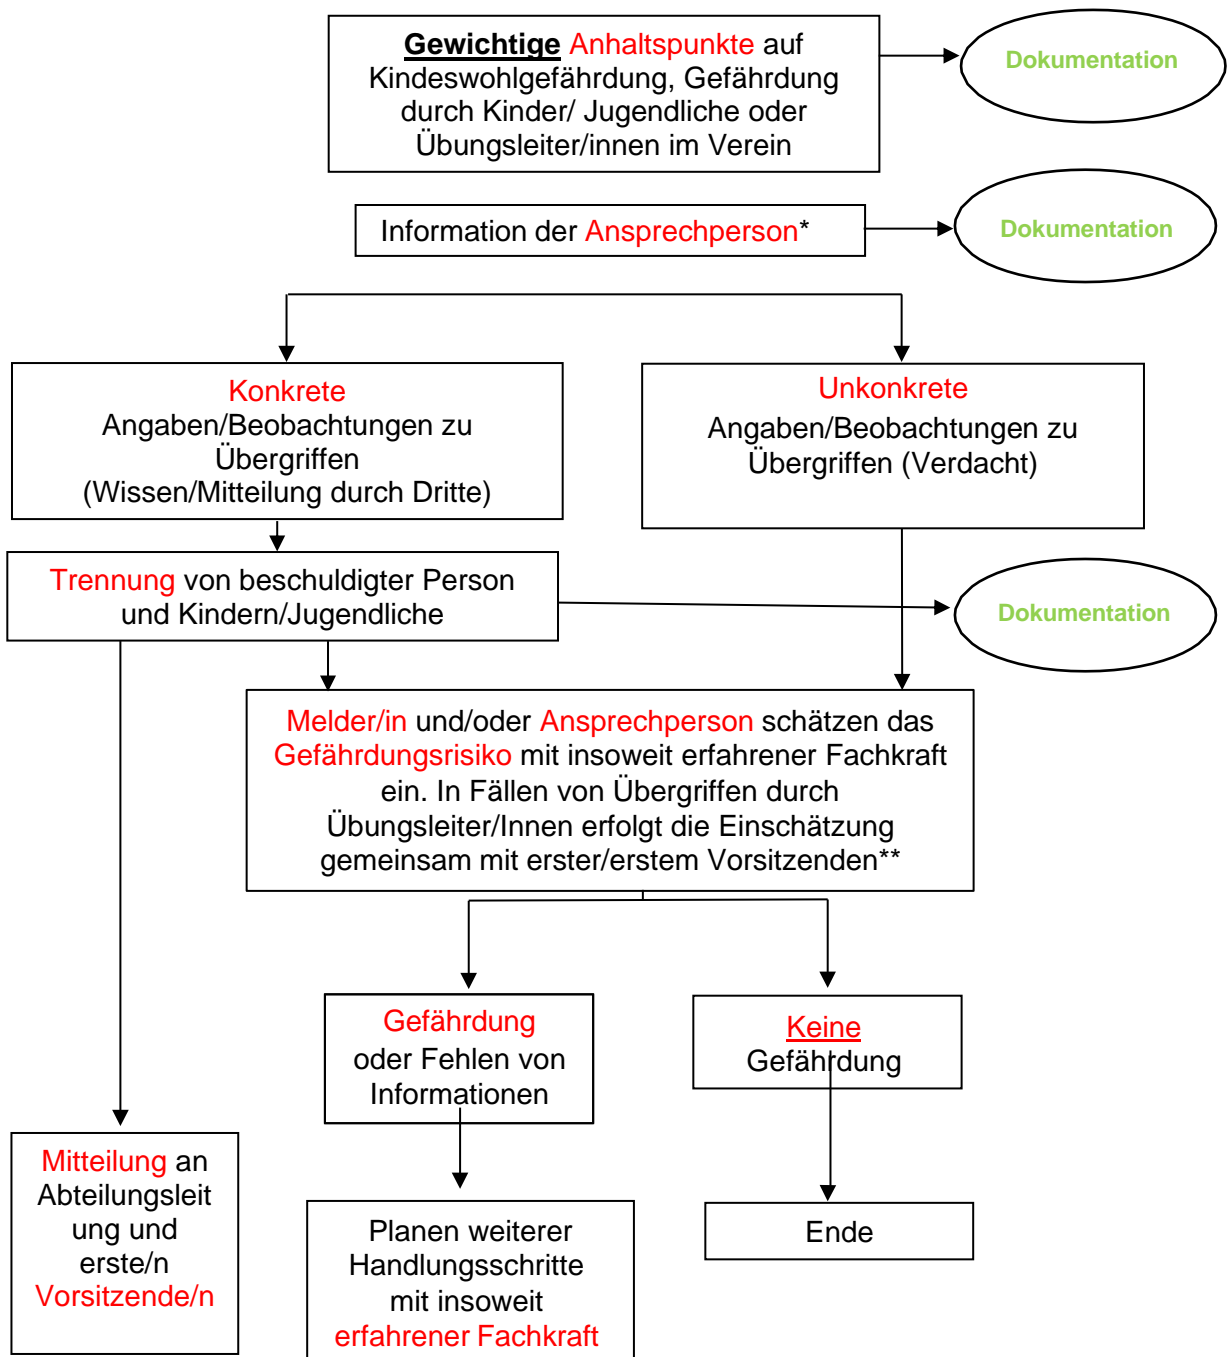 Gewichtige Anhaltspunkte auf
Kindeswohlgefährdung, Gefährdung
durch Kinder/ Jugendliche oder
Übungsleiter/innen im Verein
Dokumentation
Information der Ansprechperson*
Dokumentation
Konkrete
Angaben/Beobachtungen zu
Übergriffen
(Wissen/Mitteilung durch Dritte)
Unkonkrete
Angaben/Beobachtungen zu
Übergriffen (Verdacht)
Trennung von beschuldigter Person
und Kindern/Jugendliche
Dokumentation
Melder/in und/oder Ansprechperson schätzen das
Gefährdungsrisiko mit insoweit erfahrener Fachkraft
ein. In Fällen von Übergriffen durch
Übungsleiter/Innen erfolgt die Einschätzung
gemeinsam mit erster/erstem Vorsitzenden**
Gefährdung
oder Fehlen von
Informationen
Keine
Gefährdung
Mitteilung an
Abteilungsleit
ung und
erste/n
Vorsitzende/n
Planen weiterer
Handlungsschritte
mit insoweit
erfahrener Fachkraft
Ende